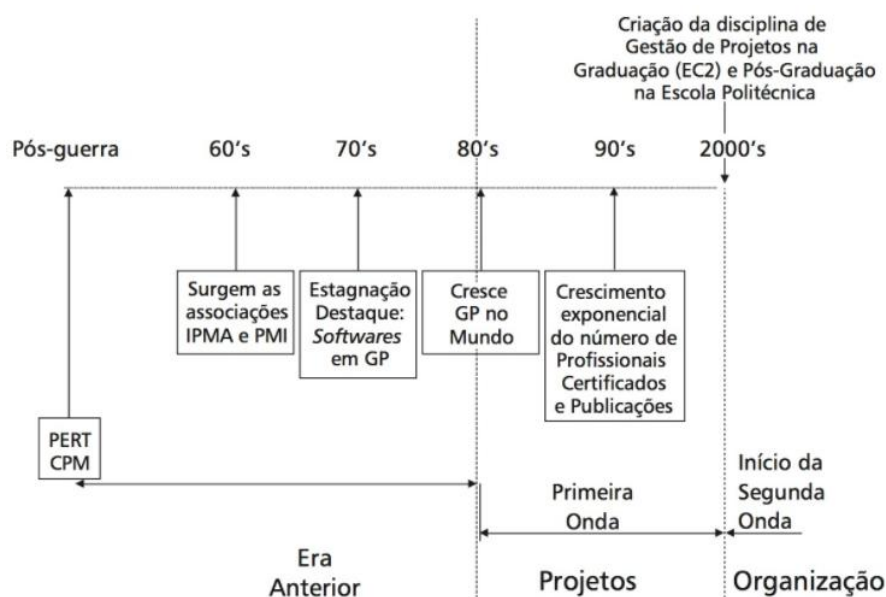 Criação da disciplina de
Gestão de Projetos na
Graduação (EC2) e Pós-Graduação
na Escola Politécnica
Pós-guerra 60's 70's 80's 90's 2000's
Surgem as
associações
IPMA e PMI
Estagnação
Destaque:
Softwares
em GP
Cresce
GP no
Mundo
Crescimento
exponencial
do número de
Profissionais
Certificados
e Publicações
PERT
CPM
Primeira
Onda
Início da
Segunda
Onda
Era
Anterior
Projetos
Organização